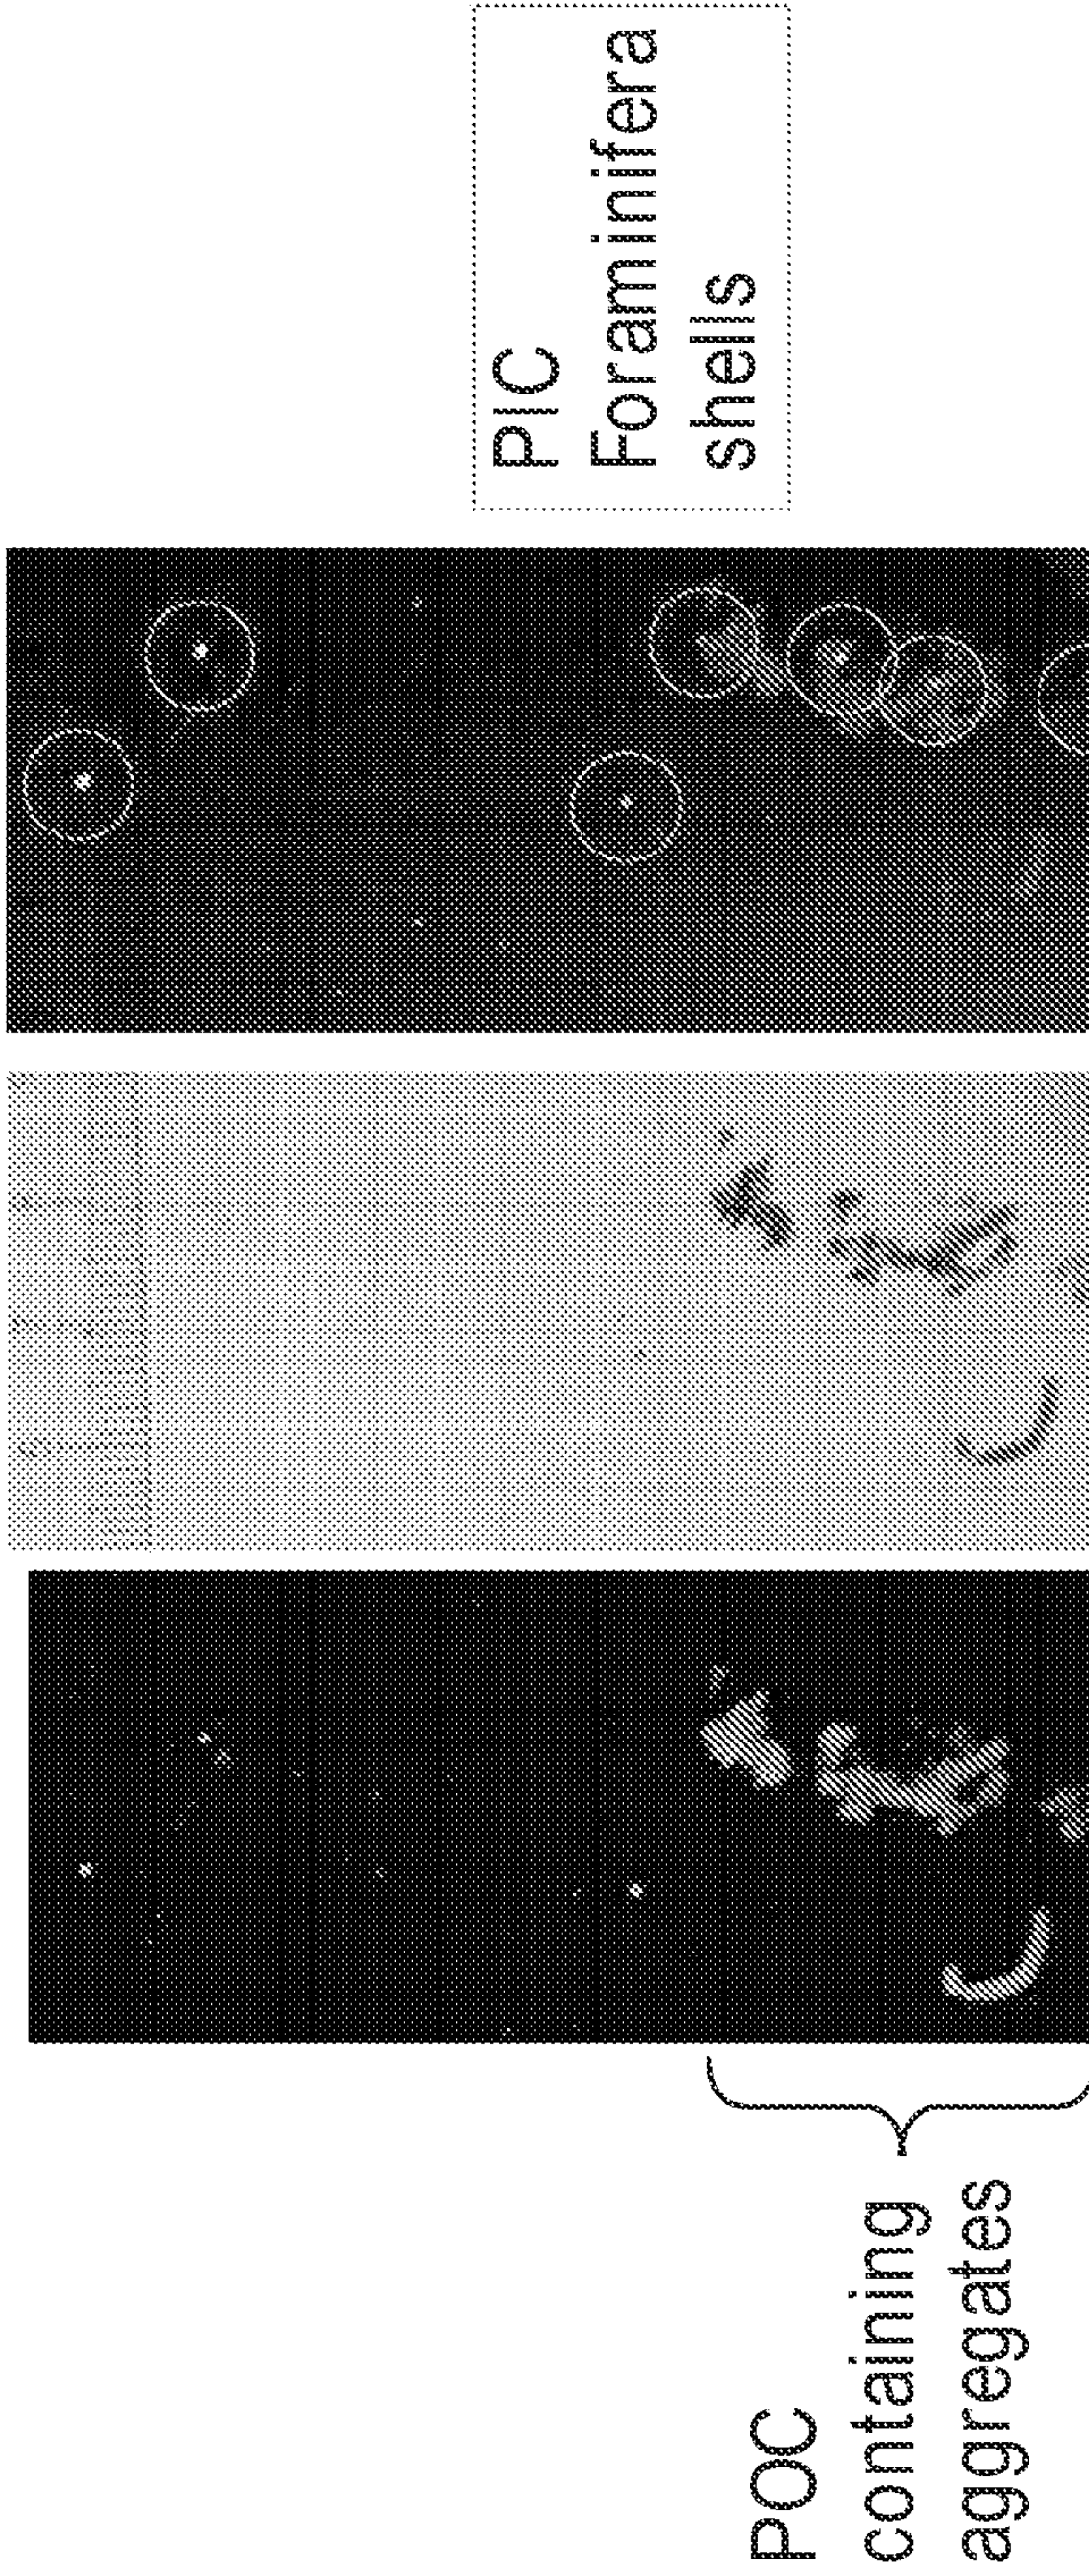 POC
containing
aggregates
PIC
Foraminifera
shells